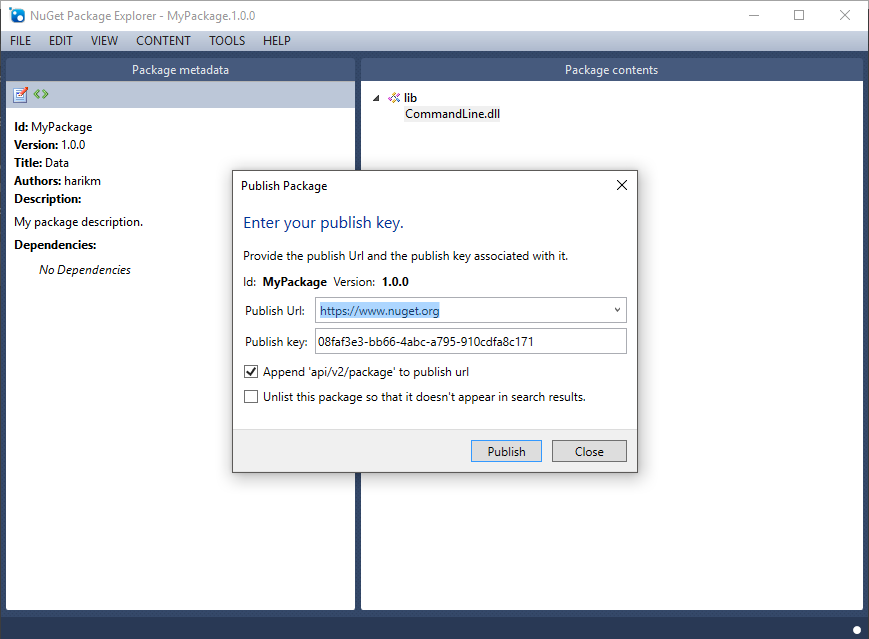 NuGet Package Explorer - MyPackage.1.0.0
FILE EDIT VIEW CONTENT TOOLS HELP
Package metadata
Id: MyPackage
Version: 1.0.0
Title: Data
Authors: harikm
Description:
My package description.
Dependencies:
No Dependencies
Package contents
lib
CommandLine.dll
Publish Package
Enter your publish key.
Provide the publish Url and the publish key associated with it.
Id: MyPackage Version: 1.0.0
Publish Url: https://www.nuget.org
Publish key: 08faf3e3-bb66-4abc-a795-910cdfa8c171
Append 'api/v2/package' to publish url
Unlist this package so that it doesn't appear in search results.
Publish Close